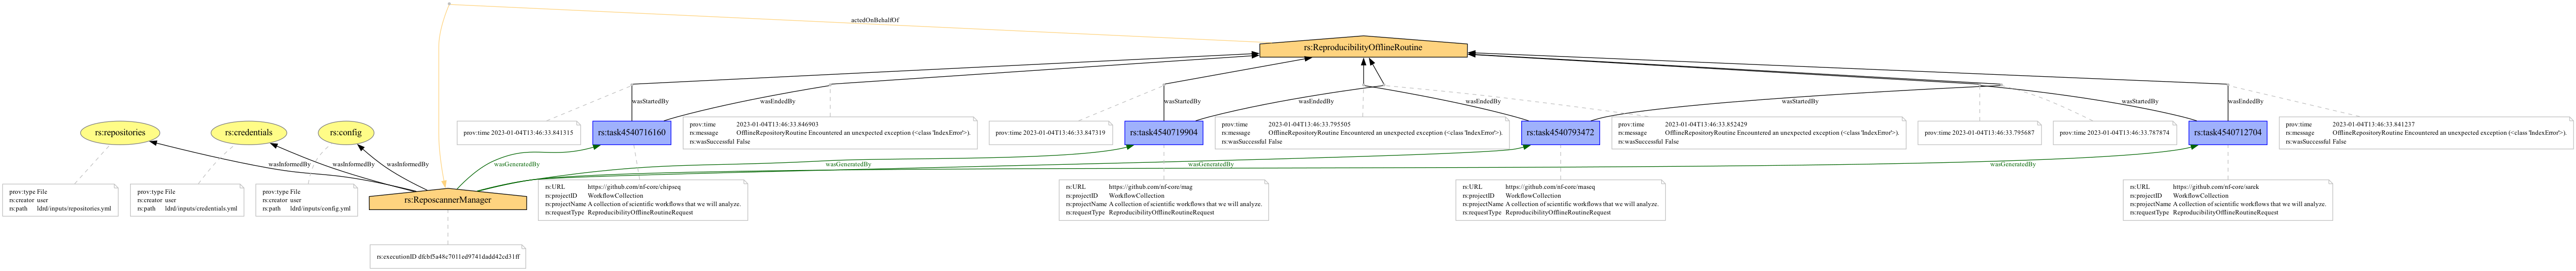 actedOnBehalfOf
rs:ReproducibilityOfflineRoutine
wasStartedBy
wasEndedBy
wasStartedBy
wasEndedBy
wasEndedBy
wasStartedBy
wasStartedBy
wasEndedBy
rs:repositories
rs:credentials
rs:config
prov:time 2023-01-04T13:46:33.841315
rs:task4540716160
prov:time 2023-01-04T13:46:33.846903
rs:message OfflineRepositoryRoutine Encountered an unexpected exception (<class 'IndexError'>).
rs:wasSuccessful False
prov:time 2023-01-04T13:46:33.847319
rs:task4540719904
prov:time 2023-01-04T13:46:33.795505
rs:message OfflineRepositoryRoutine Encountered an unexpected exception (<class 'IndexError'>).
rs:wasSuccessful False
rs:task4540793472
prov:time 2023-01-04T13:46:33.852429
rs:message OfflineRepositoryRoutine Encountered an unexpected exception (<class 'IndexError'>).
rs:wasSuccessful False
prov:time 2023-01-04T13:46:33.795687
prov:time 2023-01-04T13:46:33.787874
rs:task4540712704
prov:time 2023-01-04T13:46:33.841237
rs:message OfflineRepositoryRoutine Encountered an unexpected exception (<class 'IndexError'>).
rs:wasSuccessful False
wasInformedBy
wasInformedBy
wasInformedBy
wasGeneratedBy
wasGeneratedBy
wasGeneratedBy
wasGeneratedBy
prov:type File
rs:creator user
rs:path ldrd/inputs/repositories.yml
prov:type File
rs:creator user
rs:path ldrd/inputs/credentials.yml
prov:type File
rs:creator user
rs:path ldrd/inputs/config.yml
rs:ReposcannerManager
rs:URL https://github.com/nf-core/chipseq
rs:projectID WorkflowCollection
rs:projectName A collection of scientific workflows that we will analyze.
rs:requestType ReproducibilityOfflineRoutineRequest
rs:URL https://github.com/nf-core/mag
rs:projectID WorkflowCollection
rs:projectName A collection of scientific workflows that we will analyze.
rs:requestType ReproducibilityOfflineRoutineRequest
rs:URL
rs:projectID WorkflowCollection
rs:projectName A collection of scientific workflows that we will analyze.
rs:requestType ReproducibilityOfflineRoutineRequest
rs:URL https://github.com/nf-core/sarek
rs:projectID WorkflowCollection
rs:projectName A collection of scientific workflows that we will analyze.
rs:requestType ReproducibilityOfflineRoutineRequest
rs:executionID